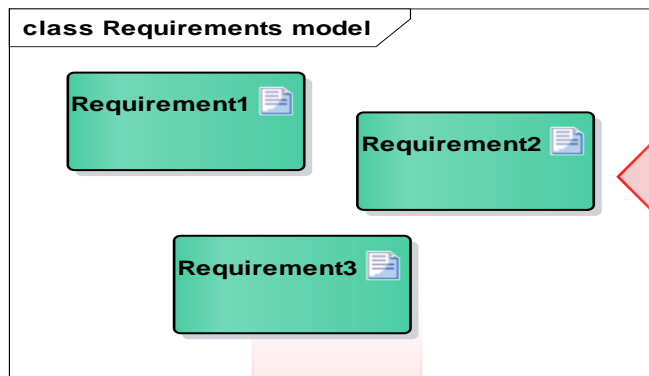 class Requirements model
Requirement1
Requirement2
Requirement3